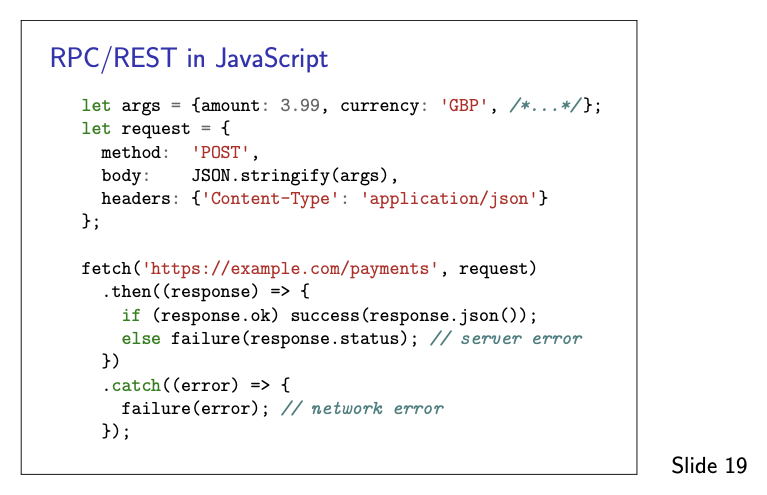 RPC/REST in JavaScript
let args = {amount: 3.99, currency: 'GBP', /*...*/};
let request = {
  method:  'POST',
  body:    JSON.stringify(args),
  headers: {'Content-Type': 'application/json'}
};

fetch('https://example.com/payments', request)
  .then((response) => {
    if (response.ok) success(response.json());
    else failure(response.status); // server error
  })
  .catch((error) => {
    failure(error); // network error
  });
Slide 19